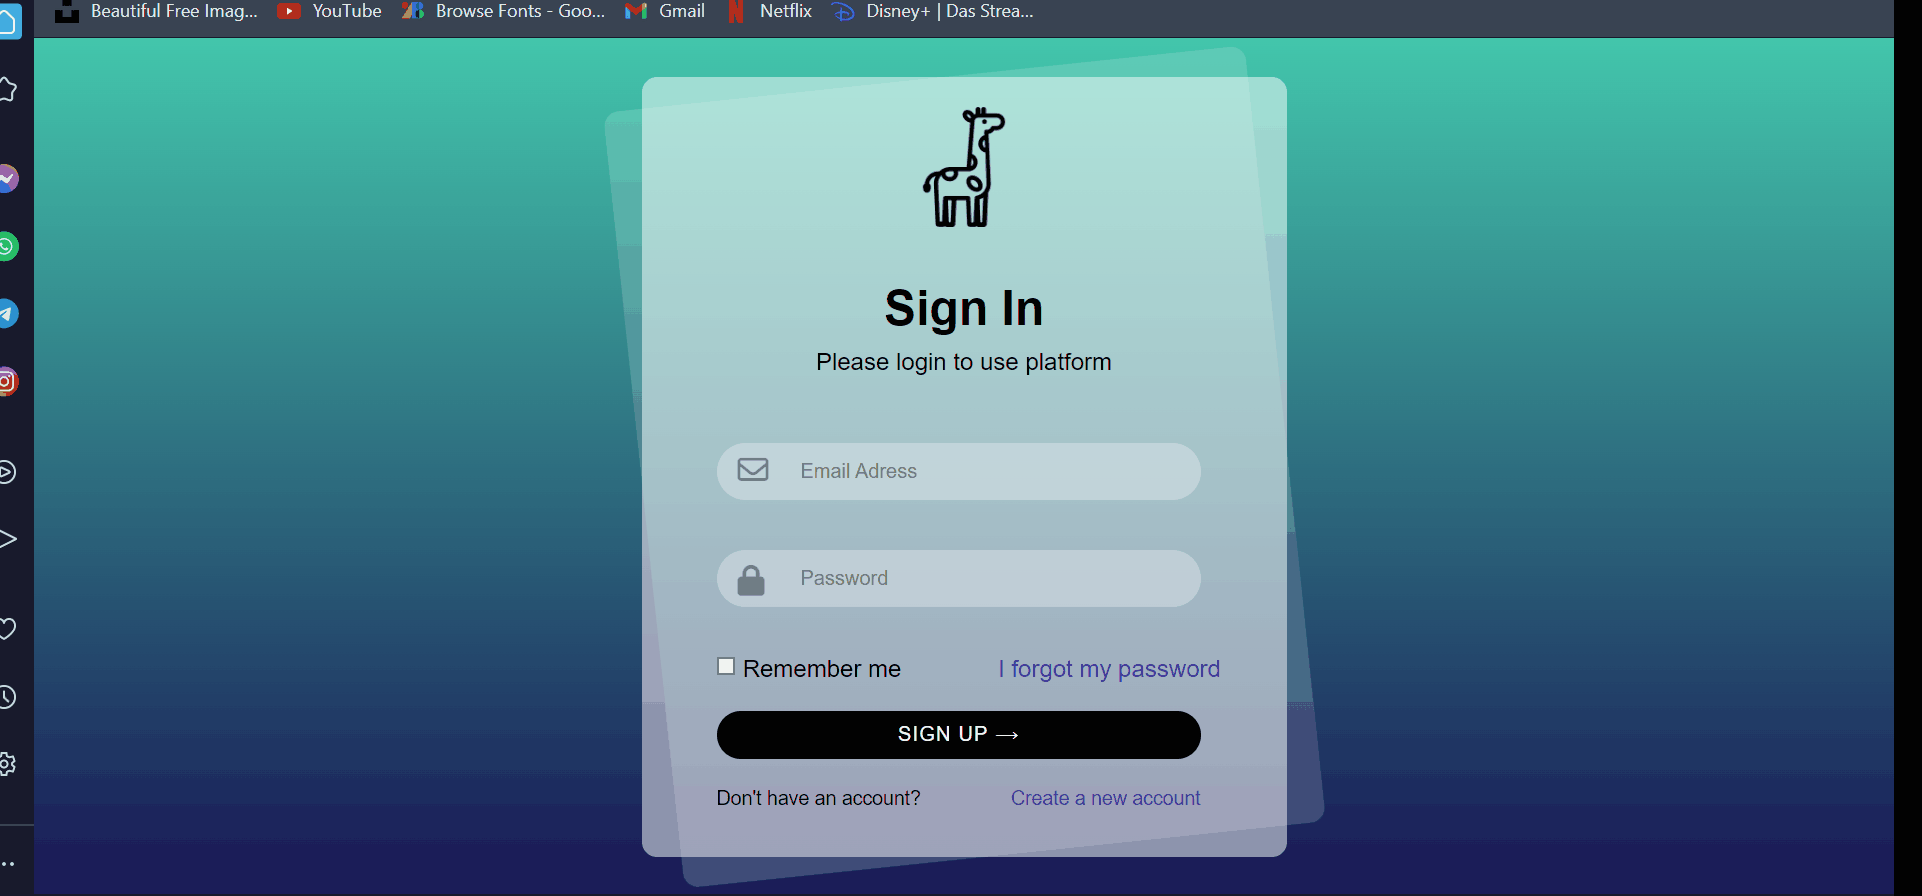 Beautiful Free Imag... YouTube Browse Fonts - Goo... Gmail Netflix Disney+ | Das Strea...
Sign In
Please login to use platform
Email Adress
Password
Remember me I forgot my password
SIGN UP →
Don't have an account? Create a new account